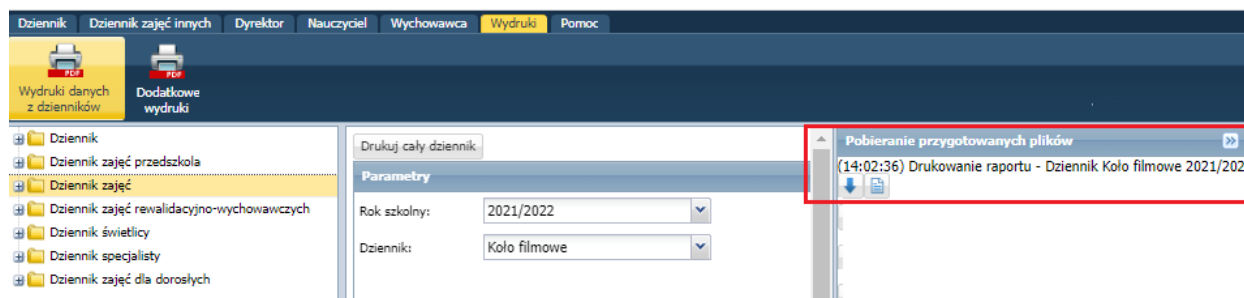 Dziennik Dziennik zajęć innych Dyrektor Nauczyciel Wychowawca Wydruki Pomoc
PDF PDF
Wydruki danych
z dzienników
Dodatkowe
wydruki
Dziennik
Dziennik zajęć przedszkola
Dziennik zajęć
Dziennik zajęć rewalidacyjno-wychowawczych
Dziennik świetlicy
Dziennik specjalisty
Dziennik zajęć dla dorosłych
Drukuj cały dziennik
Parametry
Rok szkolny: 2021/2022
Dziennik: Koło filmowe
Pobieranie przygotowanych plików
(14:02:36) Drukowanie raportu - Dziennik Koło filmowe 2021/202